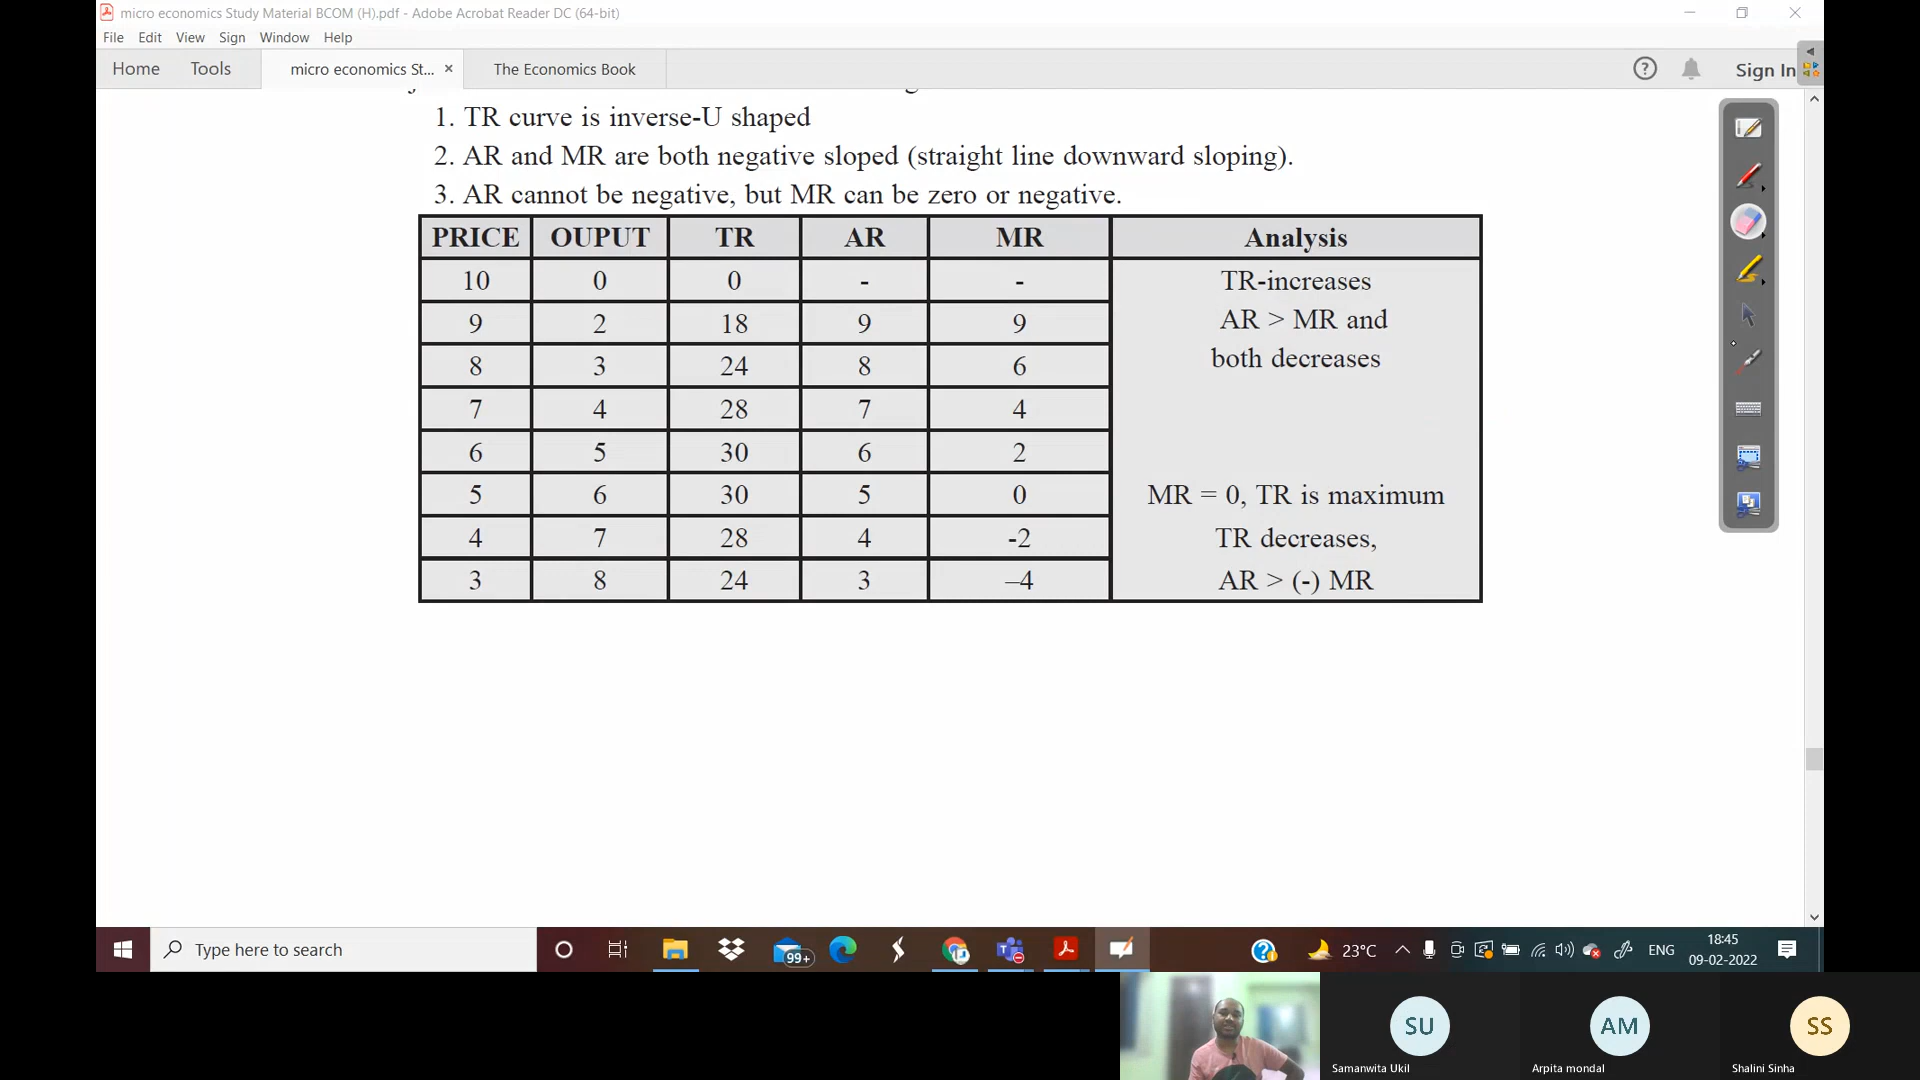 micro economics Study Material BCOM (H).pdf - Adobe Acrobat Reader DC (64-bit)
File Edit View Sign Window Help
Home Tools micro economics St... × The Economics Book Sign In
1. TR curve is inverse-U shaped
2. AR and MR are both negative sloped (straight line downward sloping).
3. AR cannot be negative, but MR can be zero or negative.
PRICE OUPUT TR AR MR Analysis
10 0 0 - - TR-increases
9 2 18 9 9 AR > MR and
8 3 24 8 6 both decreases
7 4 28 7 4
6 5 30 6 2
5 6 30 5 0 MR = 0, TR is maximum
4 7 28 4 -2 TR decreases,
3 8 24 3 –4 AR > (-) MR
Type here to search 99+ 23°C ENG 18:45
09-02-2022
SU AM SS
Samanwita Ukil Arpita mondal Shalini Sinha